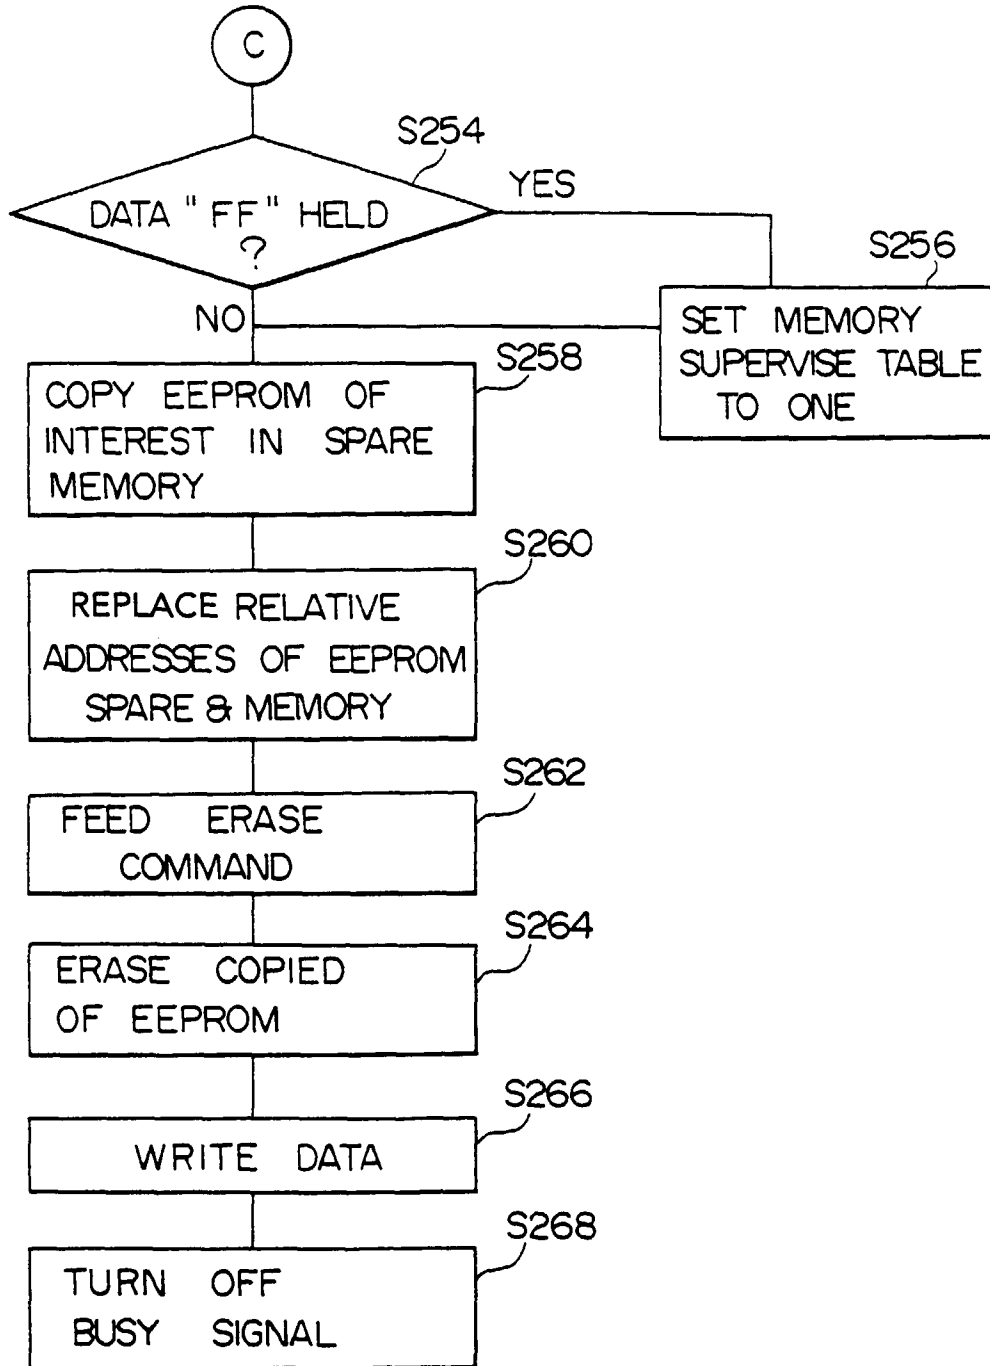 C
S254
DATA "FF" HELD
?
YES
NO
S256
SET MEMORY
SUPERVISE TABLE
TO ONE
S258
COPY EEPROM OF
INTEREST IN SPARE
MEMORY
S260
REPLACE RELATIVE
ADDRESSES OF EEPROM
SPARE & MEMORY
S262
FEED ERASE
COMMAND
S264
ERASE COPIED
OF EEPROM
S266
WRITE DATA
S268
TURN OFF
BUSY SIGNAL